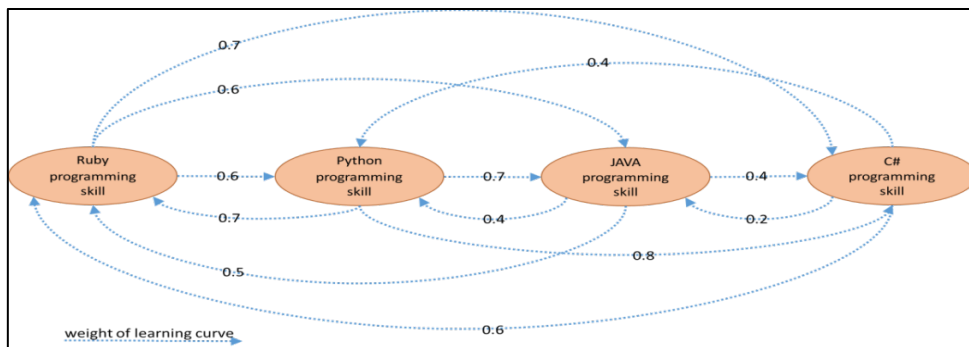 0.7
0.6
0.4
Ruby
programming
skill
0.6
Python
programming
skill
0.7
JAVA
programming
skill
0.4
C#
programming
skill
0.7
0.4
0.2
0.8
0.5
0.6
weight of learning curve